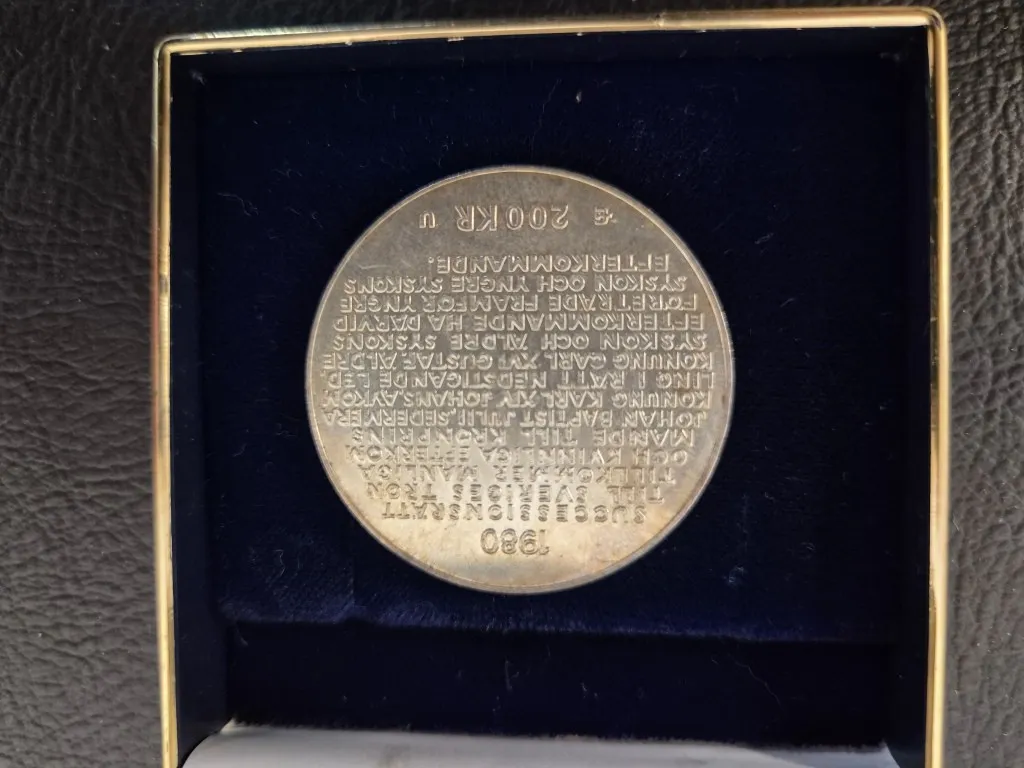 1980
SUCCESSIONSRÄTT
TILL SVERIGES TRON
TILLKOMMER MANLIGA
OCH KVINNLIGA EFTERKOM
MANDE TILL KRONPRINS
JOHAN BAPTIST JULII, SEDERMERA
KONUNG KARL XIV JOHANS, AVKOM
LING I RÄTT NEDSTIGANDE LED.
KONUNG CARL XVI GUSTAF. ÄLDRE
SYSKON OCH ÄLDRE SYSKONS
EFTERKOMMANDE HA DÄRVID
FÖRETRÄDE FRAMFÖR YNGRE
SYSKON OCH YNGRE SYSKONS
EFTERKOMMANDE.
200 KR U